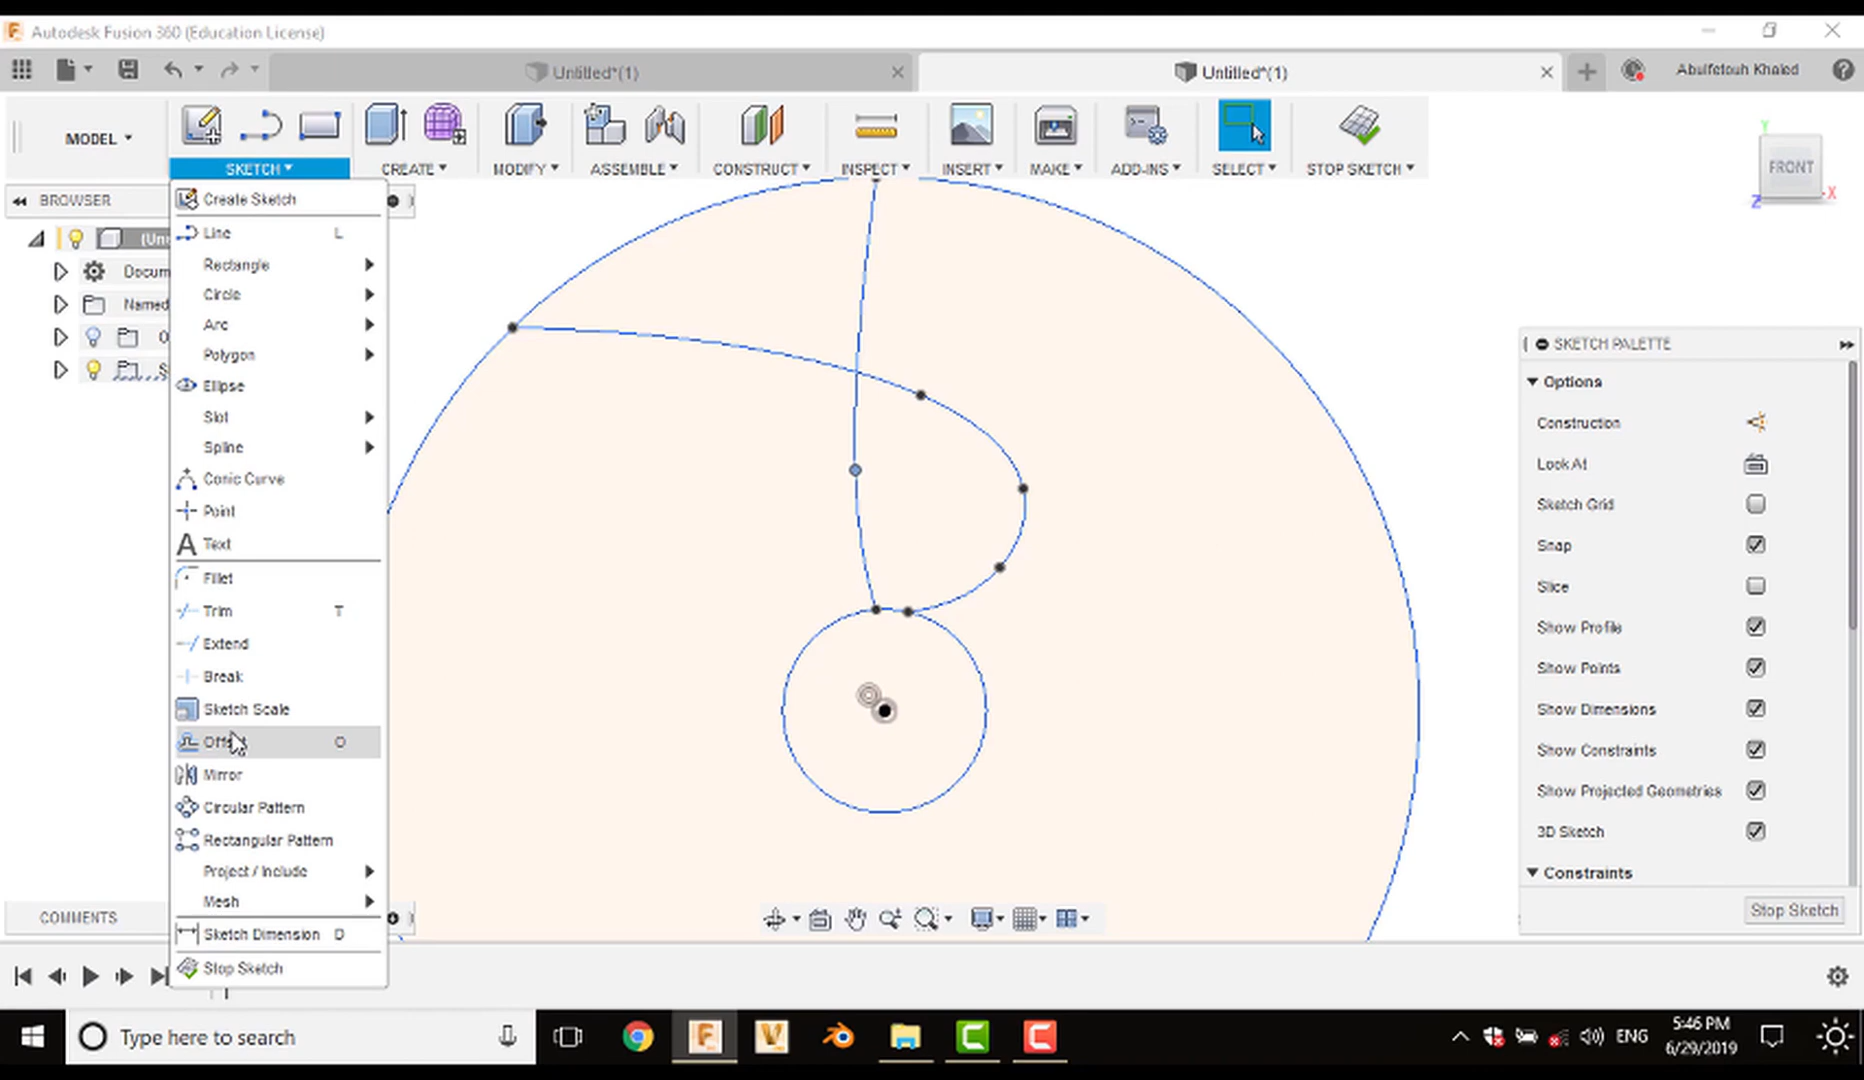 Autodesk Fusion 360 (Education License)
Untitled*(1)
Untitled*(1)
Abulfetouh Khaled
MODEL
SKETCH
CREATE
MODIFY
ASSEMBLE
CONSTRUCT
INSPECT
INSERT
MAKE
ADD-INS
SELECT
STOP SKETCH
FRONT
Y
X
Z
BROWSER
(Un
Docum
Named
O
S
Create Sketch
Line L
Rectangle
Circle
Arc
Polygon
Ellipse
Slot
Spline
Conic Curve
Point
Text
Fillet
Trim T
Extend
Break
Sketch Scale
Offset O
Mirror
Circular Pattern
Rectangular Pattern
Project / Include
Mesh
Sketch Dimension D
Stop Sketch
SKETCH PALETTE
Options
Construction
Look At
Sketch Grid
Snap
Slice
Show Profile
Show Points
Show Dimensions
Show Constraints
Show Projected Geometries
3D Sketch
Constraints
Stop Sketch
COMMENTS
Type here to search
ENG
5:46 PM
6/29/2019